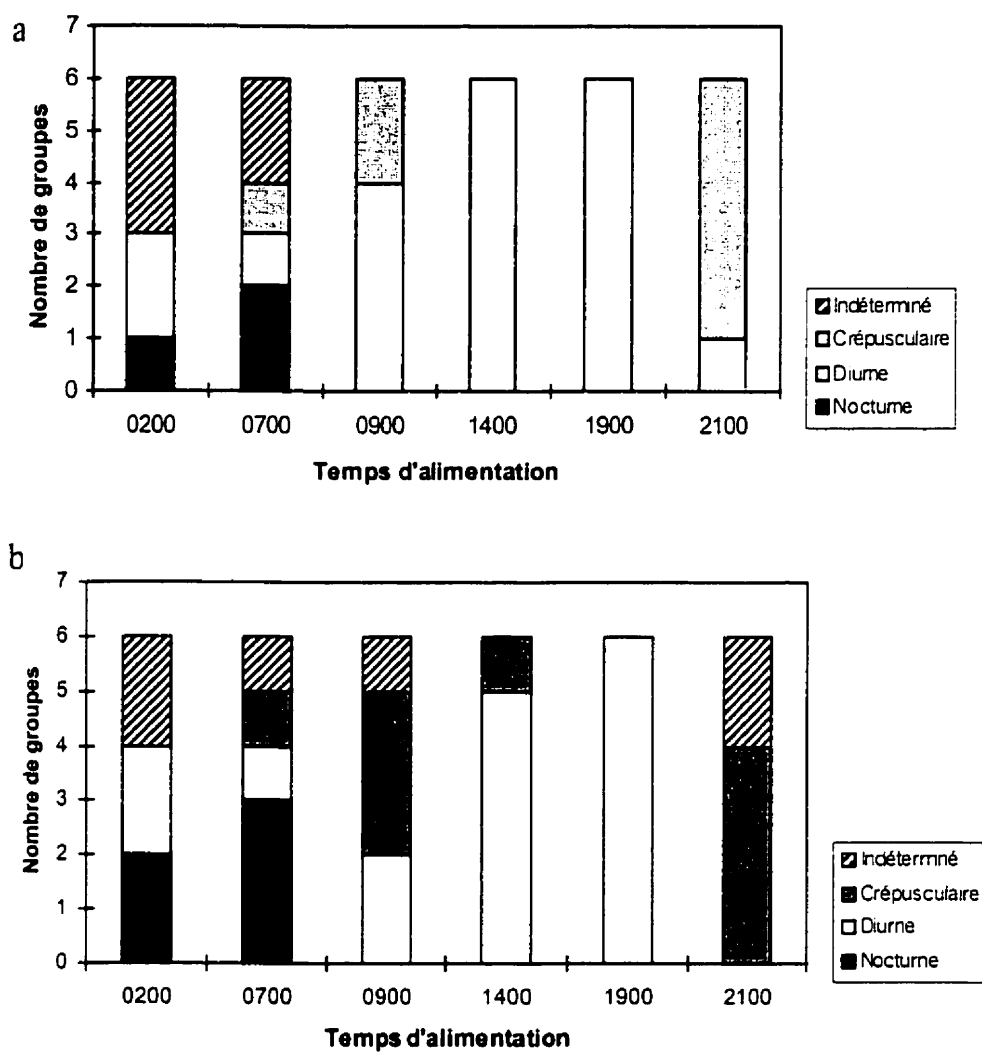 a
Nombre de groupes
7
6
5
4
3
2
1
0
0200 0700 0900 1400 1900 2100
Temps d'alimentation
Indéterminé
Crépusculaire
Diurne
Nocturne
b
Nombre de groupes
7
6
5
4
3
2
1
0
0200 0700 0900 1400 1900 2100
Temps d'alimentation
Indéterminé
Crépusculaire
Diurne
Nocturne